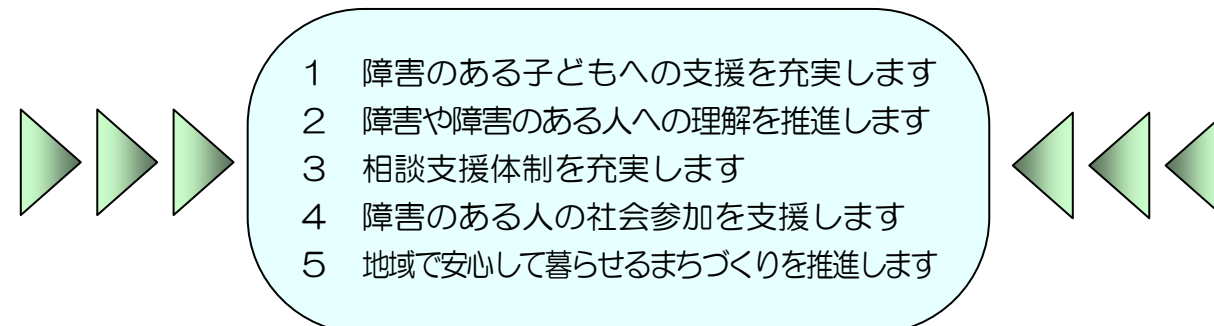 １　障害のある子どもへの支援を充実します
２　障害や障害のある人への理解を推進します
３　相談支援体制を充実します
４　障害のある人の社会参加を支援します
５　地域で安心して暮らせるまちづくりを推進します